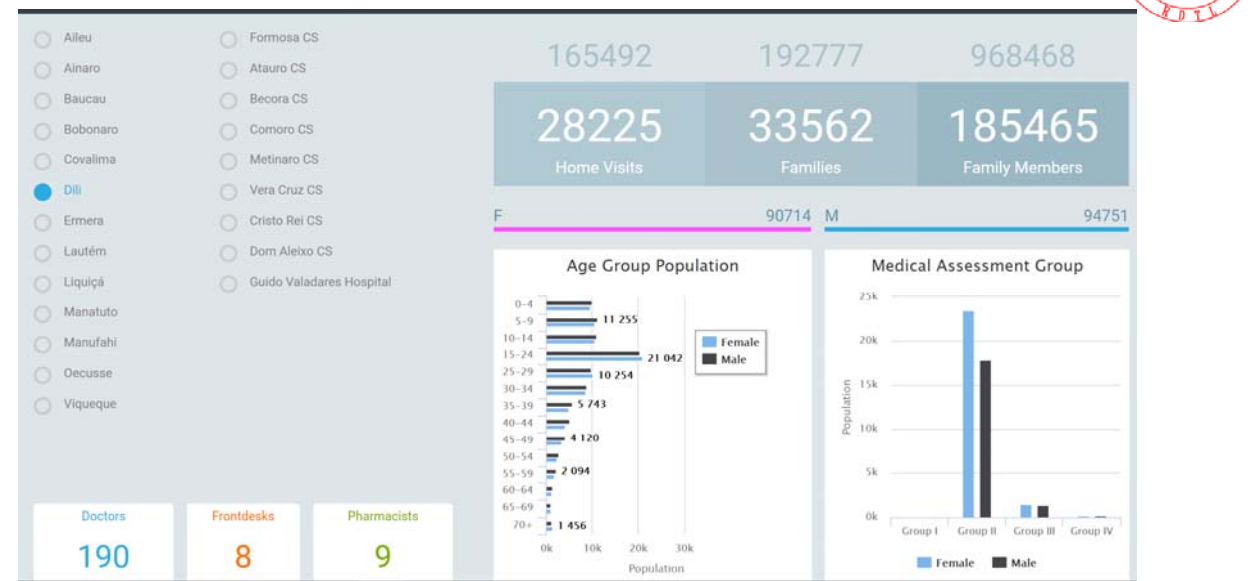 RDTL
Aileu
Ainaro
Baucau
Bobonaro
Covalima
Dili
Ermera
Lautém
Liquiçá
Manatuto
Manufahi
Oecusse
Viqueque
Formosa CS
Atauro CS
Becora CS
Comoro CS
Metinaro CS
Vera Cruz CS
Cristo Rei CS
Dom Aleixo CS
Guido Valadares Hospital
Doctors
190
Frontdesks
8
Pharmacists
9
165492 192777 968468
28225 33562 185465
Home Visits Families Family Members
F 90714 M 94751
Age Group Population
0-4
5-9 11 255
10-14
15-24 21 042
25-29 10 254
30-34
35-39 5 743
40-44
45-49 4 120
50-54
55-59 2 094
60-64
65-69
70+ 1 456
0k 10k 20k 30k
Population
Female
Male
Medical Assessment Group
25k
20k
15k
10k
5k
0k
Population
Group I Group II Group III Group IV
Female Male